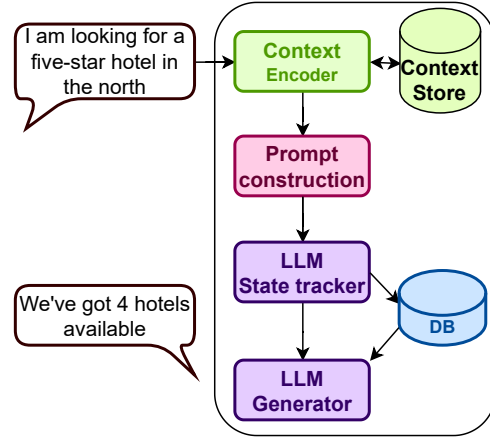 I am looking for a
five-star hotel in
the north
Context
Encoder
Context
Store
Prompt
construction
LLM
State tracker
DB
We've got 4 hotels
available
LLM
Generator